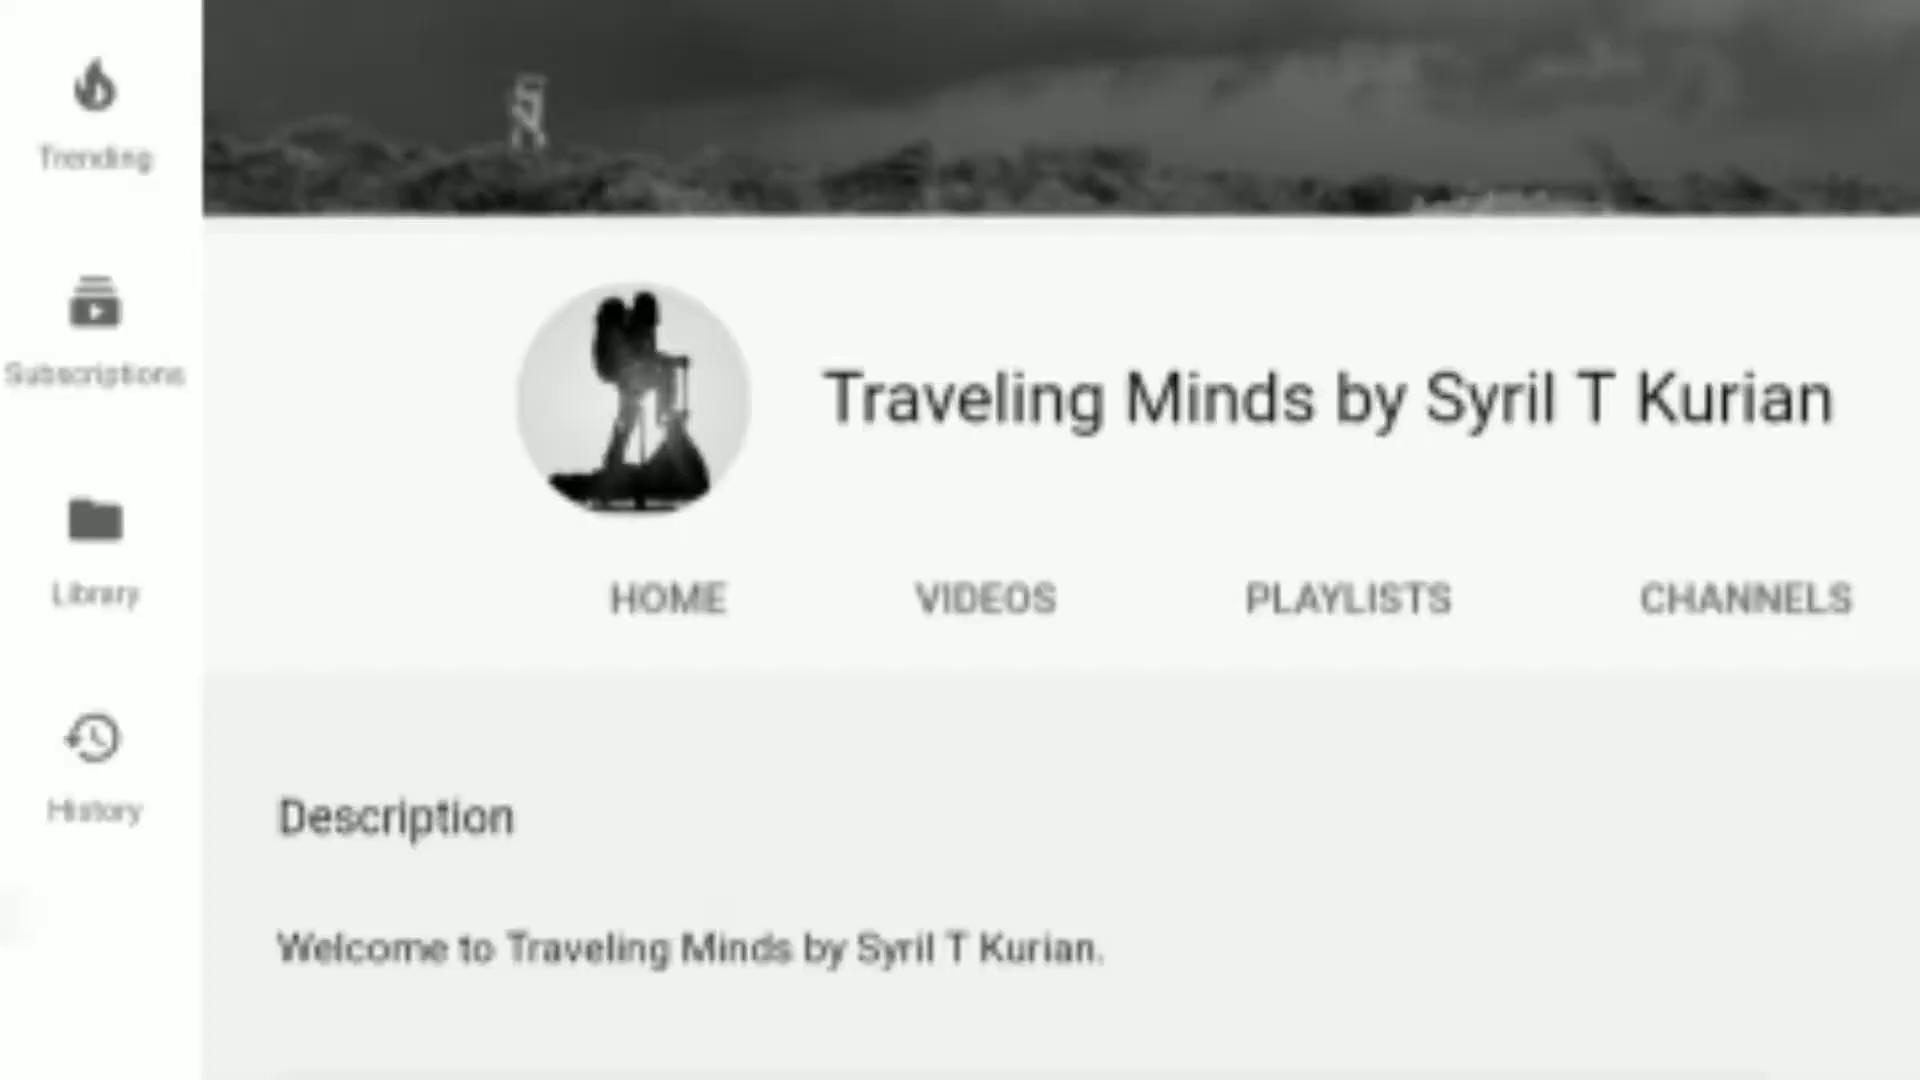 Trending
Subscriptions
Library
History
Traveling Minds by Syril T Kurian
HOME
VIDEOS
PLAYLISTS
CHANNELS
Description
Welcome to Traveling Minds by Syril T Kurian.